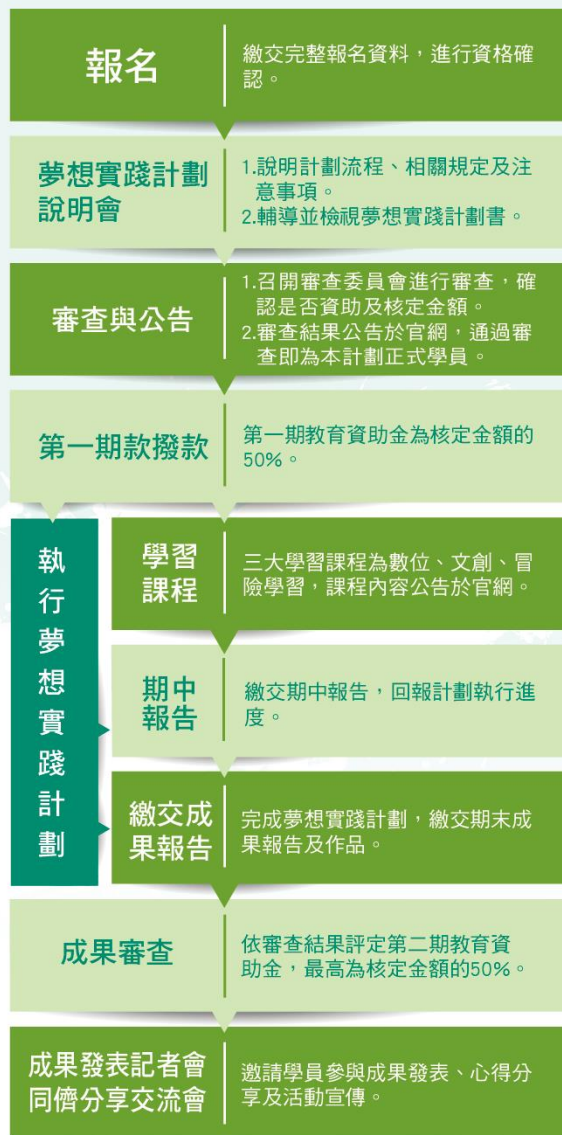 報名
繳交完整報名資料，進行資格確
認。
夢想實踐計劃
說明會
1.說明計劃流程、相關規定及注
意事項。
2.輔導並檢視夢想實踐計劃書。
審查與公告
1.召開審查委員會進行審查，確
認是否資助及核定金額。
2.審查結果公告於官網，通過審
查即為本計劃正式學員。
第一期款撥款
第一期教育資助金為核定金額的
50%。
執行夢想實踐計劃
學習
課程
三大學習課程為數位、文創、冒
險學習，課程內容公告於官網。
期中
報告
繳交期中報告，回報計劃執行進
度。
繳交成
果報告
完成夢想實踐計劃，繳交期末成
果報告及作品。
成果審查
依審查結果評定第二期教育資
助金，最高為核定金額的50%。
成果發表記者會
同儕分享交流會
邀請學員參與成果發表、心得分
享及活動宣傳。